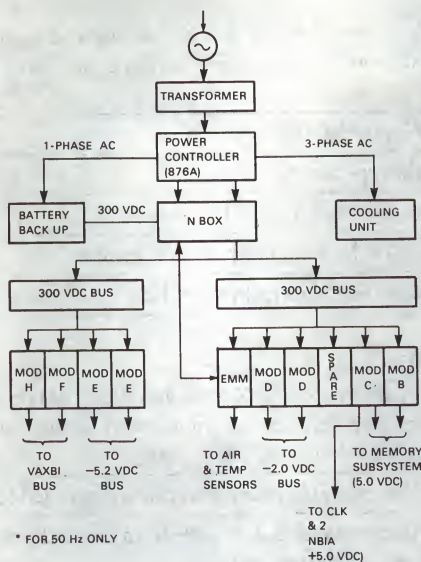 TRANSFORMER
1-PHASE AC
POWER
CONTROLLER
(876A)
3-PHASE AC
BATTERY
BACK UP
300 VDC
N BOX
COOLING
UNIT
300 VDC BUS
300 VDC BUS
MOD
H
MOD
F
MOD
E
MOD
E
EMM
MOD
D
MOD
D
SPARE
MOD
C
MOD
B
TO
VAXBI
BUS
TO
−5.2 VDC
BUS
TO AIR
& TEMP
SENSORS
TO
−2.0 VDC
BUS
TO MEMORY
SUBSYSTEM
(5.0 VDC)
TO CLK
& 2
NBIA
+5.0 VDC)
* FOR 50 Hz ONLY